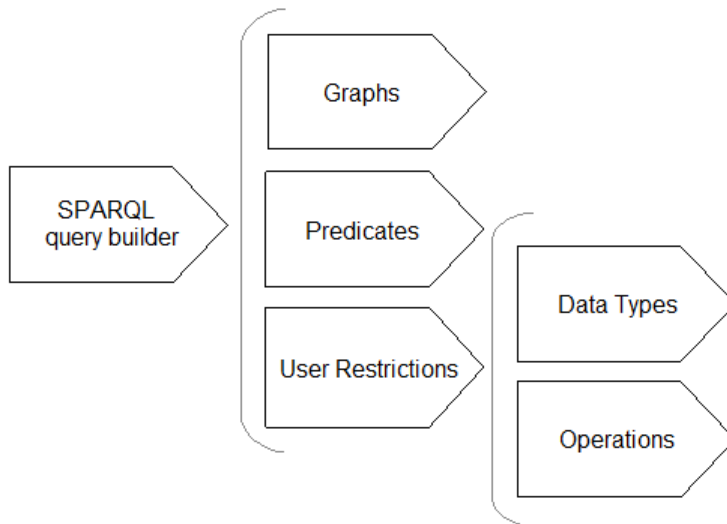 SPARQL
query builder
Graphs
Predicates
User Restrictions
Data Types
Operations